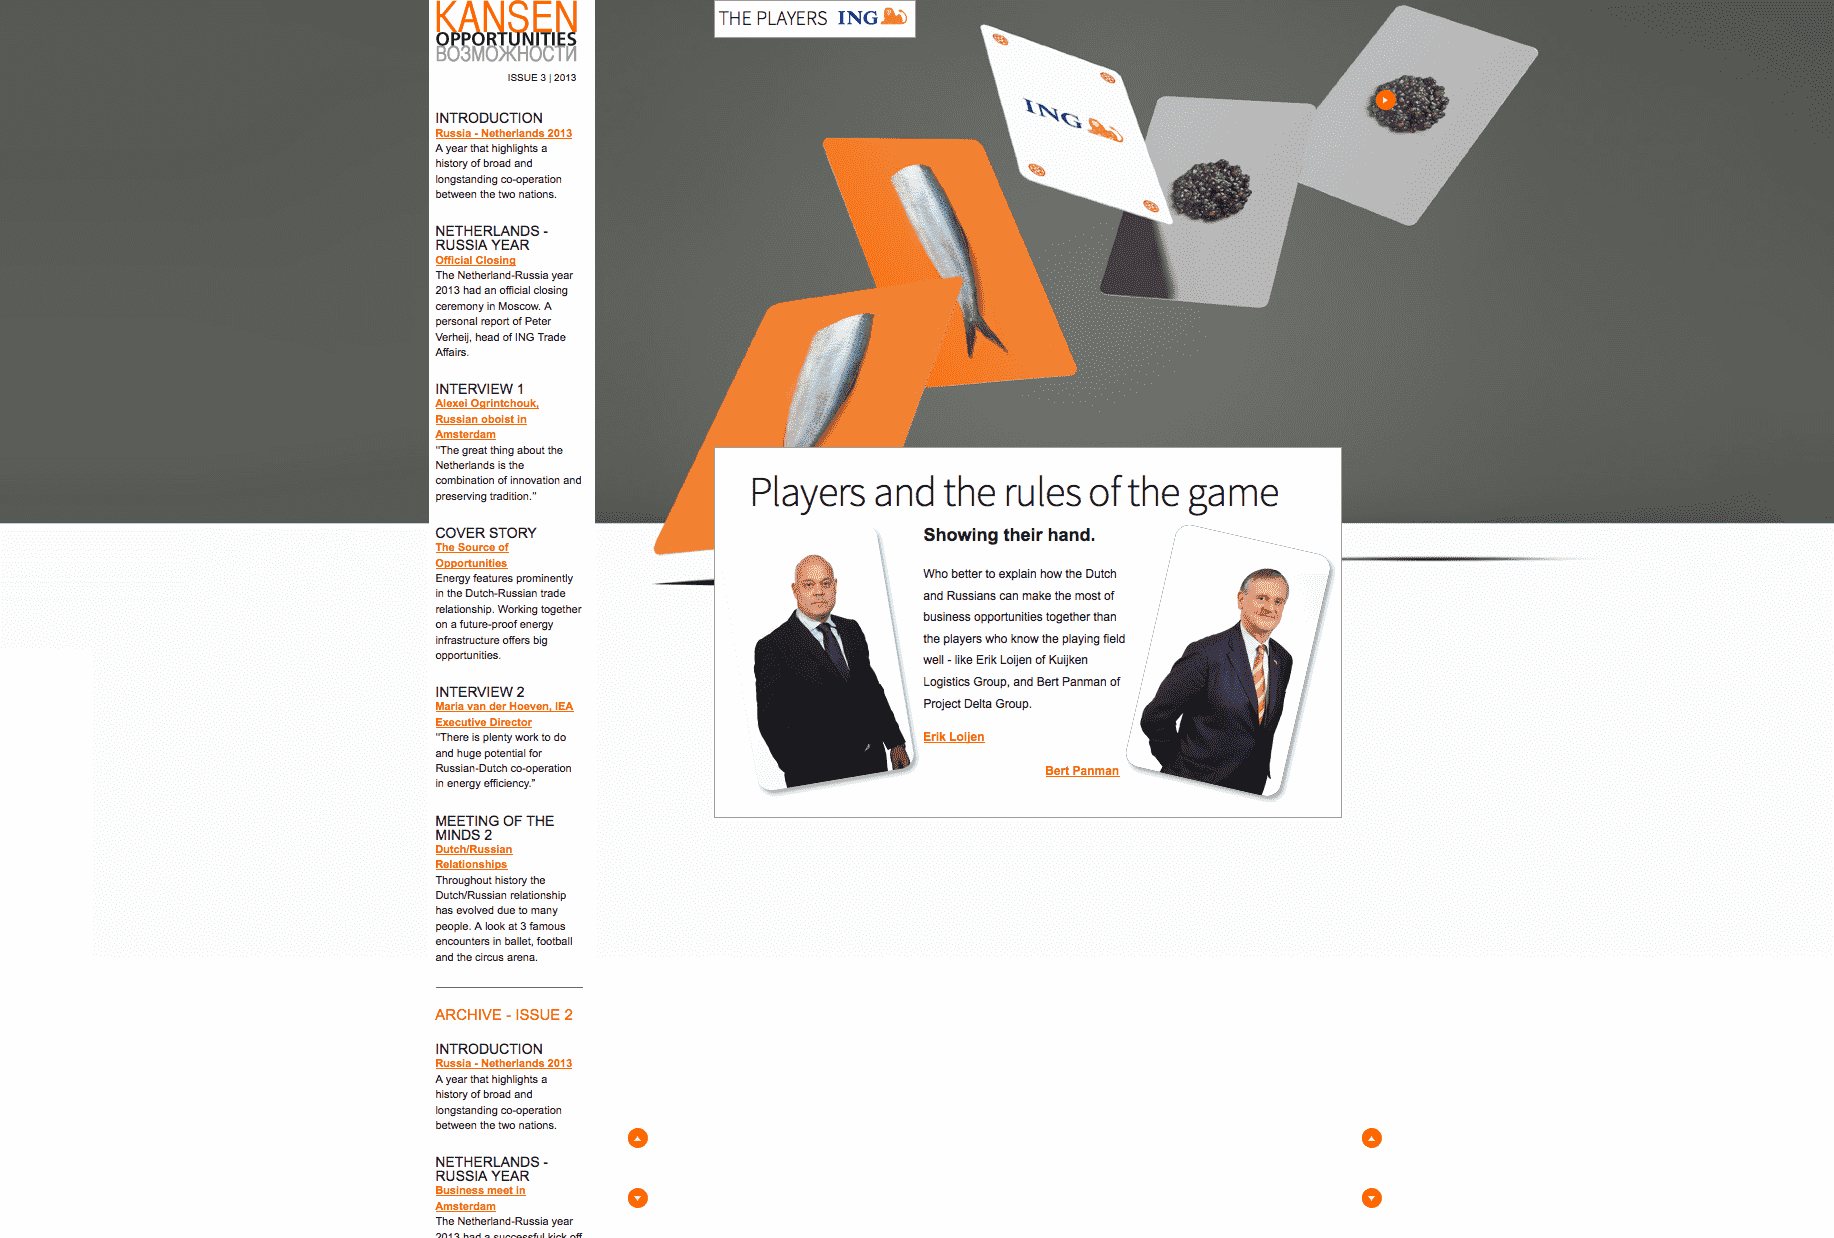 KANSEN
OPPORTUNITIES
ВОЗМОЖНОСТИ
ISSUE 3 | 2013
INTRODUCTION
Russia - Netherlands 2013
A year that highlights a
history of broad and
longstanding co-operation
between the two nations.
NETHERLANDS -
RUSSIA YEAR
Official Closing
The Netherland-Russia year
2013 had an official closing
ceremony in Moscow. A
personal report of Peter
Verheij, head of ING Trade
Affairs.
INTERVIEW 1
Alexei Ogrintchouk,
Russian oboist in
Amsterdam
"The great thing about the
Netherlands is the
combination of innovation and
preserving tradition."
COVER STORY
The Source of
Opportunities
Energy features prominently
in the Dutch-Russian trade
relationship. Working together
on a future-proof energy
infrastructure offers big
opportunities.
INTERVIEW 2
Maria van der Hoeven, IEA
Executive Director
"There is plenty work to do
and huge potential for
Russian-Dutch co-operation
in energy efficiency."
MEETING OF THE
MINDS 2
Dutch/Russian
Relationships
Throughout history the
Dutch/Russian relationship
has evolved due to many
people. A look at 3 famous
encounters in ballet, football
and the circus arena.
ARCHIVE - ISSUE 2
INTRODUCTION
Russia - Netherlands 2013
A year that highlights a
history of broad and
longstanding co-operation
between the two nations.
NETHERLANDS -
RUSSIA YEAR
Business meet in
Amsterdam
The Netherland-Russia year
2013 had a successful kick off
THE PLAYERS ING
ING
Players and the rules of the game
Showing their hand.
Who better to explain how the Dutch
and Russians can make the most of
business opportunities together than
the players who know the playing field
well - like Erik Loijen of Kuijken
Logistics Group, and Bert Panman of
Project Delta Group.
Erik Loijen
Bert Panman